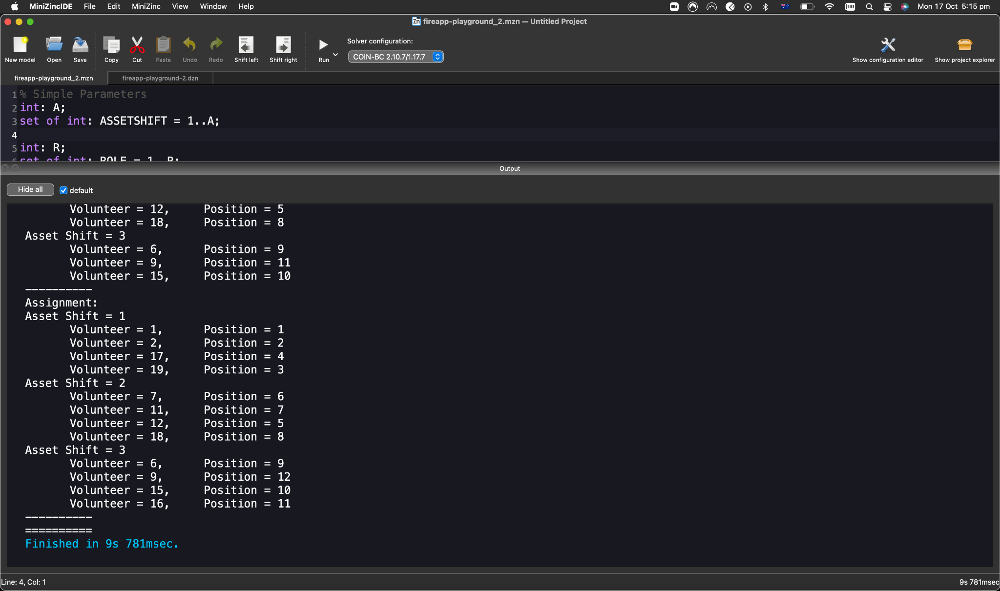 MiniZincIDE File Edit MiniZinc View Window Help Mon 17 Oct 5:15 pm
fireapp-playground_2.mzn — Untitled Project
Solver configuration:
New model Open Save Copy Cut Paste Undo Redo Shift left Shift right Run COIN-BC 2.10.7/1.17.7 Show configuration editor Show project explorer
fireapp-playground_2.mzn fireapp-playground-2.dzn
1 % Simple Parameters
2 int: A;
3 set of int: ASSETSHIFT = 1..A;
4
5 int: R;
6 set of int: ROLE = 1..R;
Output
Hide all default
Volunteer = 12, Position = 5
Volunteer = 18, Position = 8
Asset Shift = 3
Volunteer = 6, Position = 9
Volunteer = 9, Position = 11
Volunteer = 15, Position = 10
----------
Assignment:
Asset Shift = 1
Volunteer = 1, Position = 1
Volunteer = 2, Position = 2
Volunteer = 17, Position = 4
Volunteer = 19, Position = 3
Asset Shift = 2
Volunteer = 7, Position = 6
Volunteer = 11, Position = 7
Volunteer = 12, Position = 5
Volunteer = 18, Position = 8
Asset Shift = 3
Volunteer = 6, Position = 9
Volunteer = 9, Position = 12
Volunteer = 15, Position = 10
Volunteer = 16, Position = 11
----------
==========
Finished in 9s 781msec.
Line: 4, Col: 1 9s 781msec